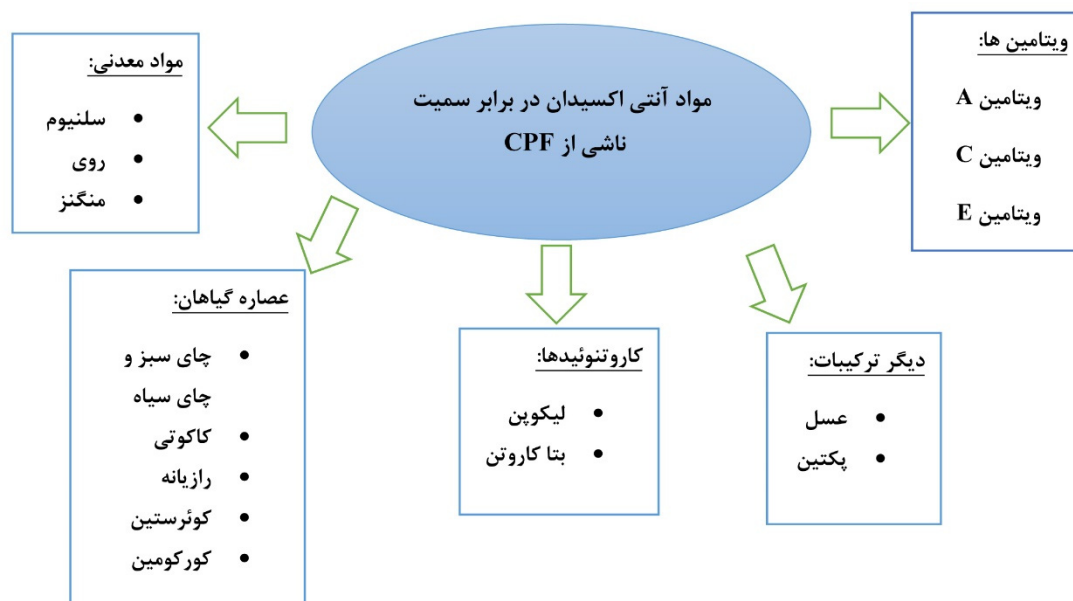 مواد آنتی اکسیدان در برابر سمیت
ناشی از CPF
ویتامین ها:
ویتامین A
ویتامین C
ویتامین E
دیگر ترکیبات:
• عسل
• پکتین
کاروتنوئیدها:
• لیکوپن
• بتا کاروتن
عصاره گیاهان:
• چای سبز و
چای سیاه
• کاکوتی
• رازیانه
• کوئرستین
• کورکومین
مواد معدنی:
• سلنیوم
• روی
• منگنز